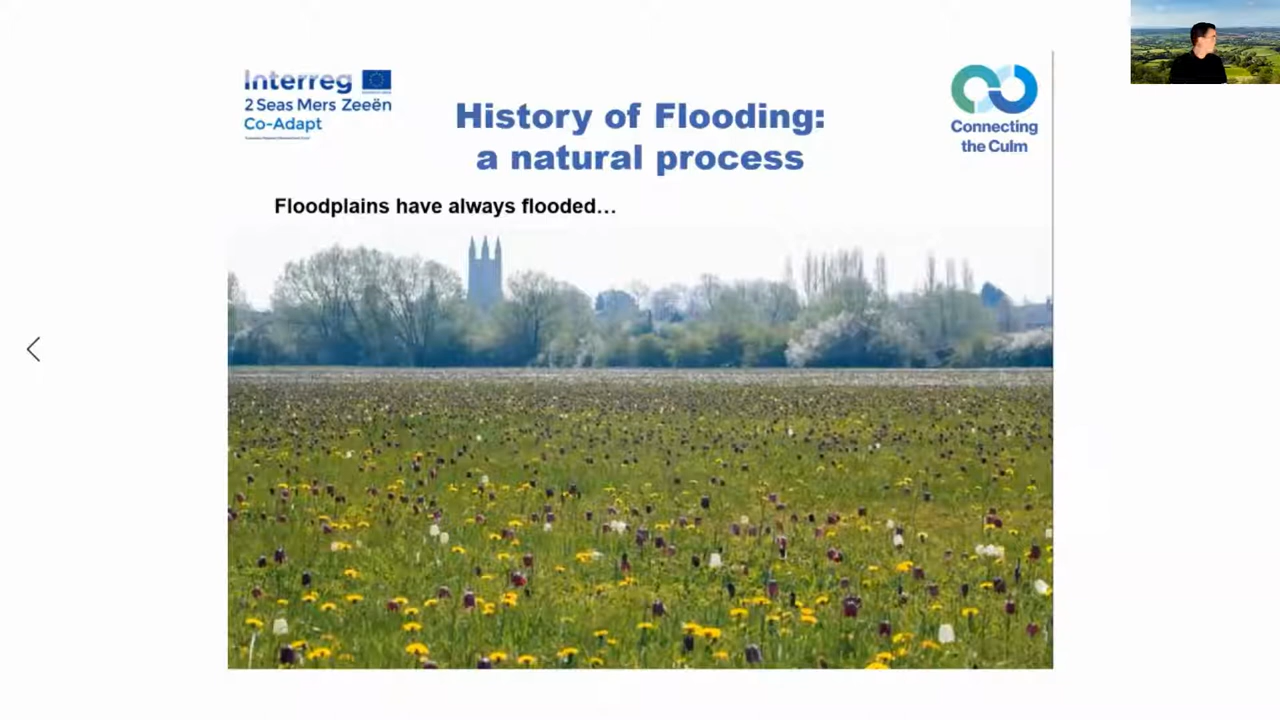 Interreg
2 Seas Mers Zeeën
Co-Adapt
History of Flooding:
a natural process
Connecting
the Culm
Floodplains have always flooded…